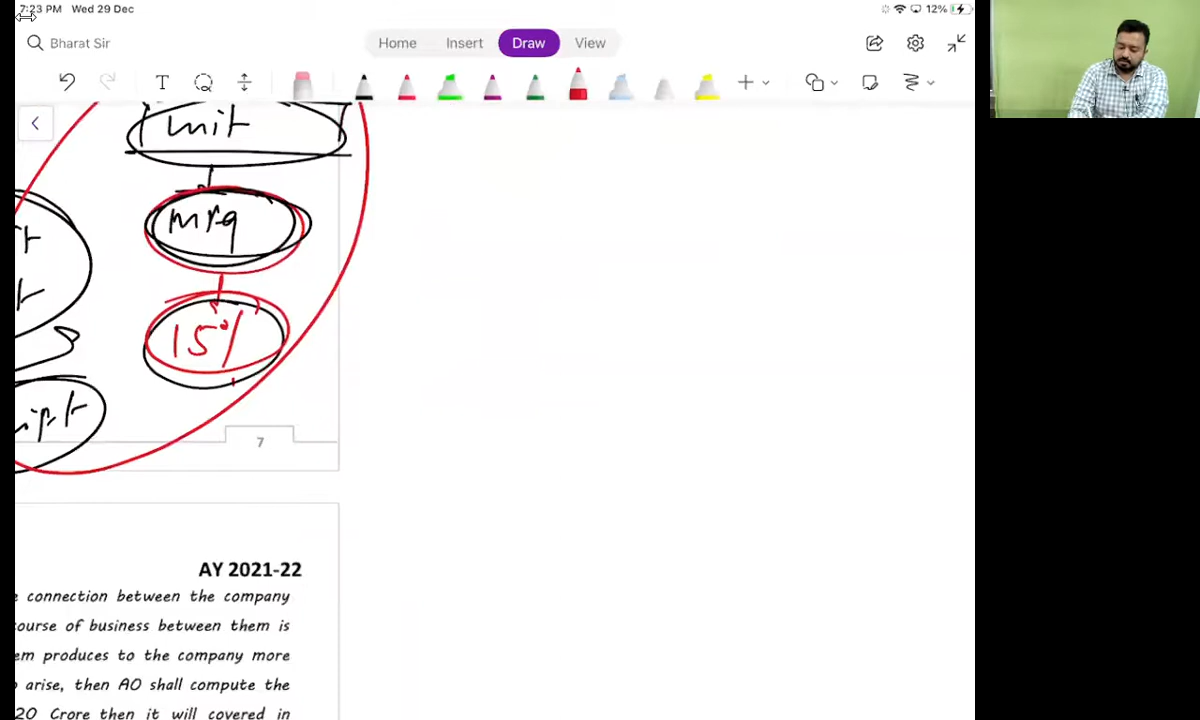 7:23 PM Wed 29 Dec
12%
Bharat Sir
Home Insert Draw View
T
unit
mfg
15%
7
AY 2021-22
connection between the company
course of business between them is
em produces to the company more
arise, then AO shall compute the
20 Crore then it will covered in